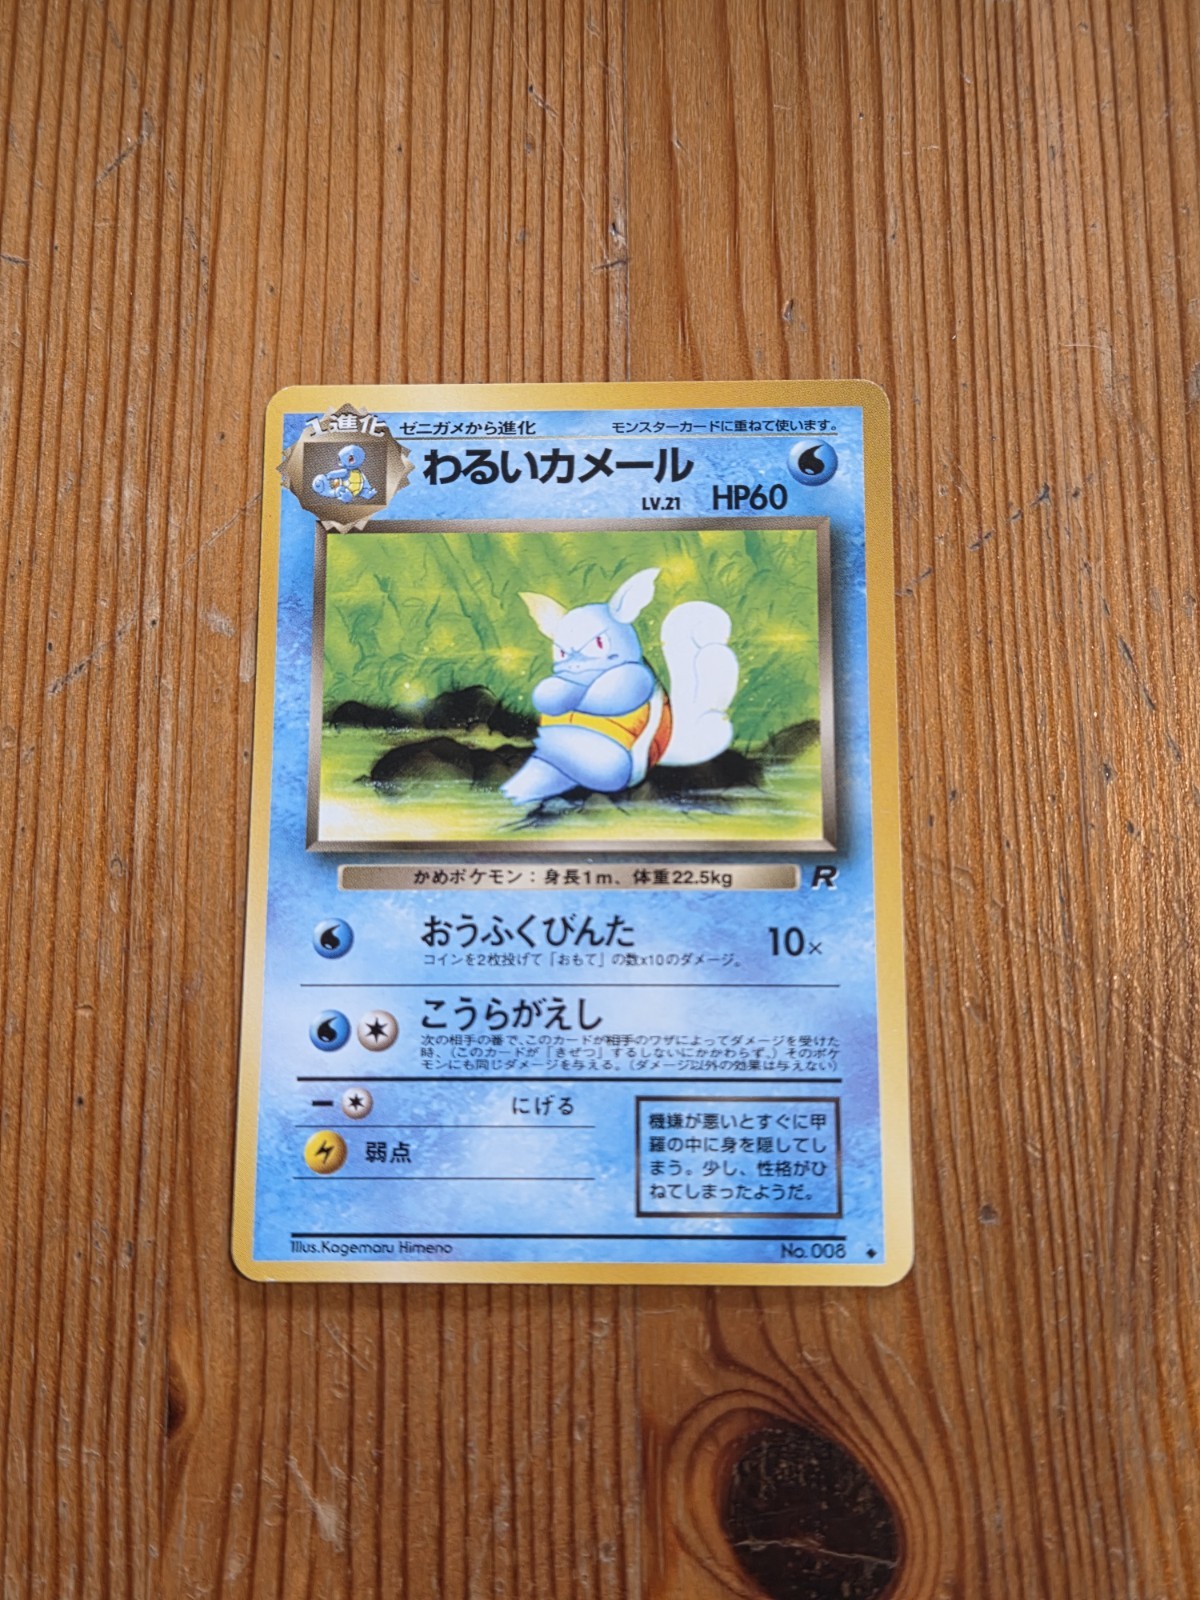 1進化
ゼニガメから進化
モンスターカードに重ねて使います。
わるいカメール
LV.21 HP60
かめポケモン：身長1m、体重22.5kg
R
おうふくびんた 10×
コインを2枚投げて「おもて」の数x10のダメージ。
こうらがえし
次の相手の番で、このカードが相手のワザによってダメージを受けた
時、(このカードが「きぜつ」するしないにかかわらず、)そのポケ
モンにも同じダメージを与える。(ダメージ以外の効果は与えない)
にげる
弱点
機嫌が悪いとすぐに甲
羅の中に身を隠してし
まう。少し、性格がひ
ねてしまったようだ。
Illus.Kagemaru Himeno
No.008